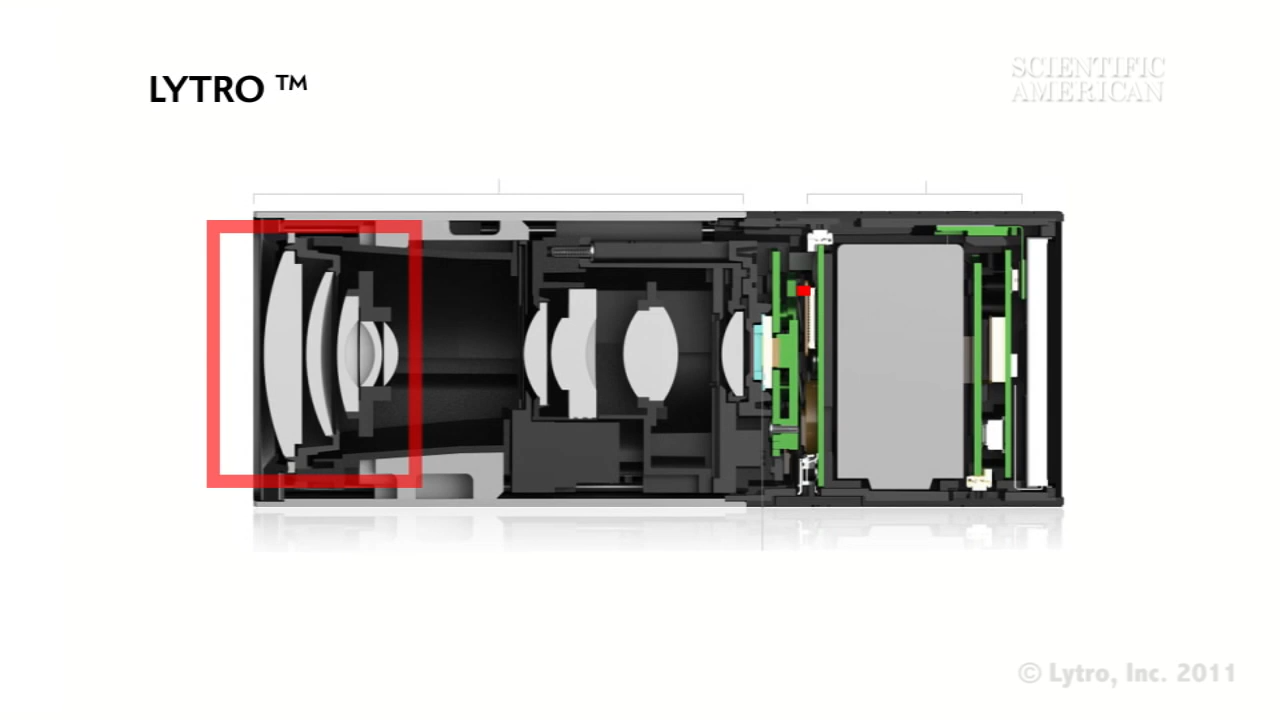 LYTRO ™
SCIENTIFIC
AMERICAN
© Lytro, Inc. 2011